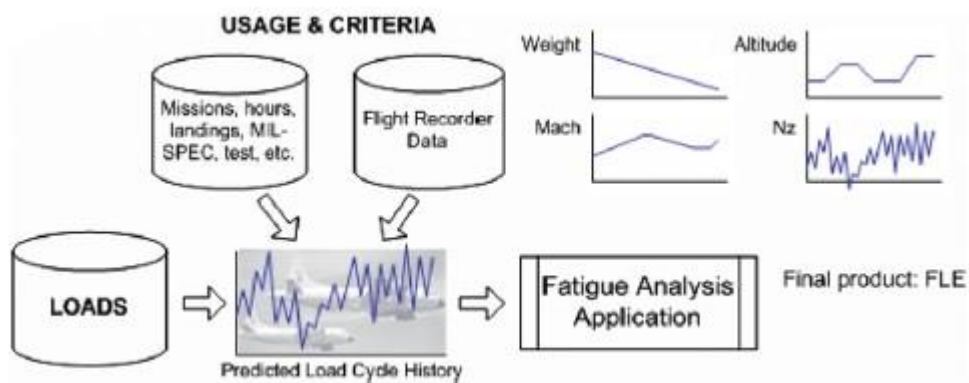 USAGE & CRITERIA
Missions, hours,
landings, MIL-
SPEC, test, etc.
Flight Recorder
Data
Weight
Altitude
Mach
Nz
LOADS
Predicted Load Cycle History
Fatigue Analysis
Application
Final product: FLE